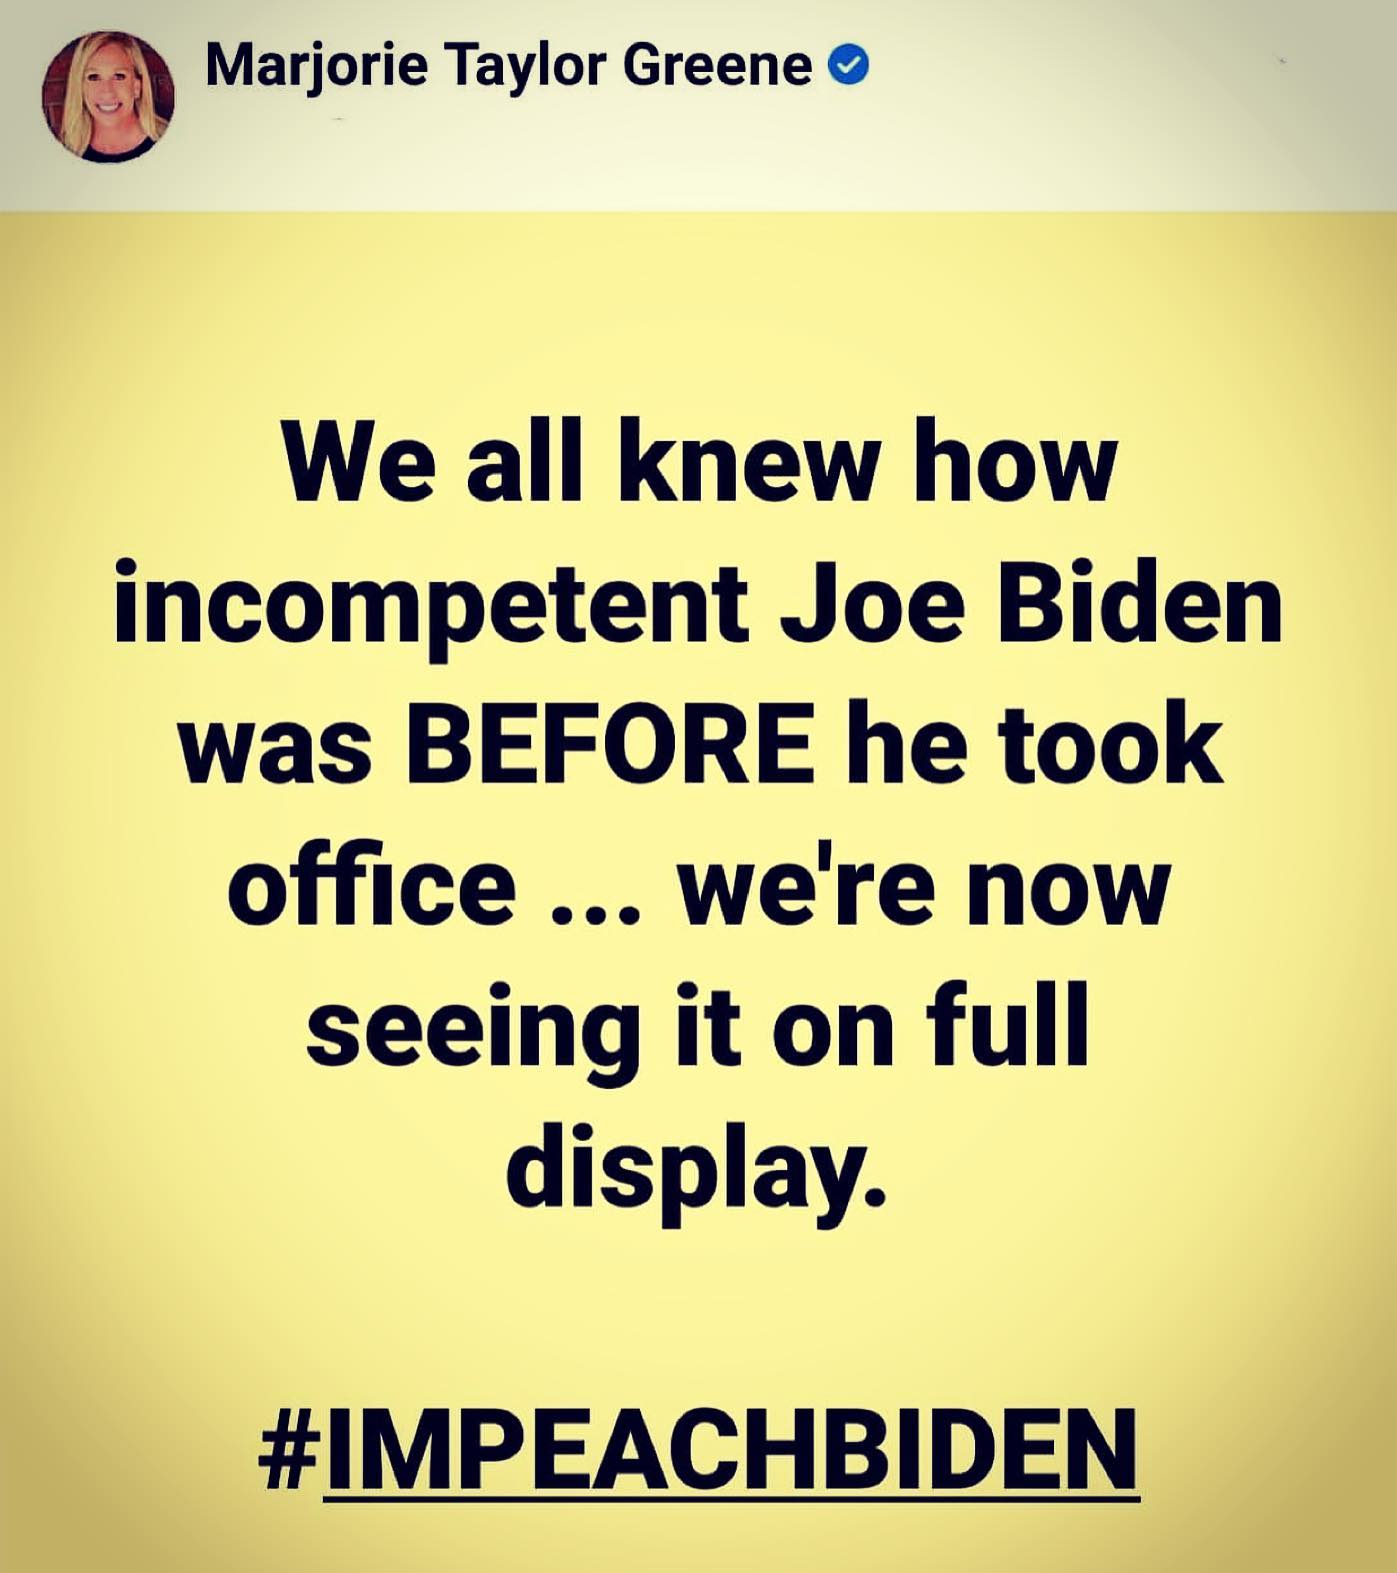 Marjorie Taylor Greene
We all knew how
incompetent Joe Biden
was BEFORE he took
office ... we're now
seeing it on full
display.
#IMPEACHBIDEN